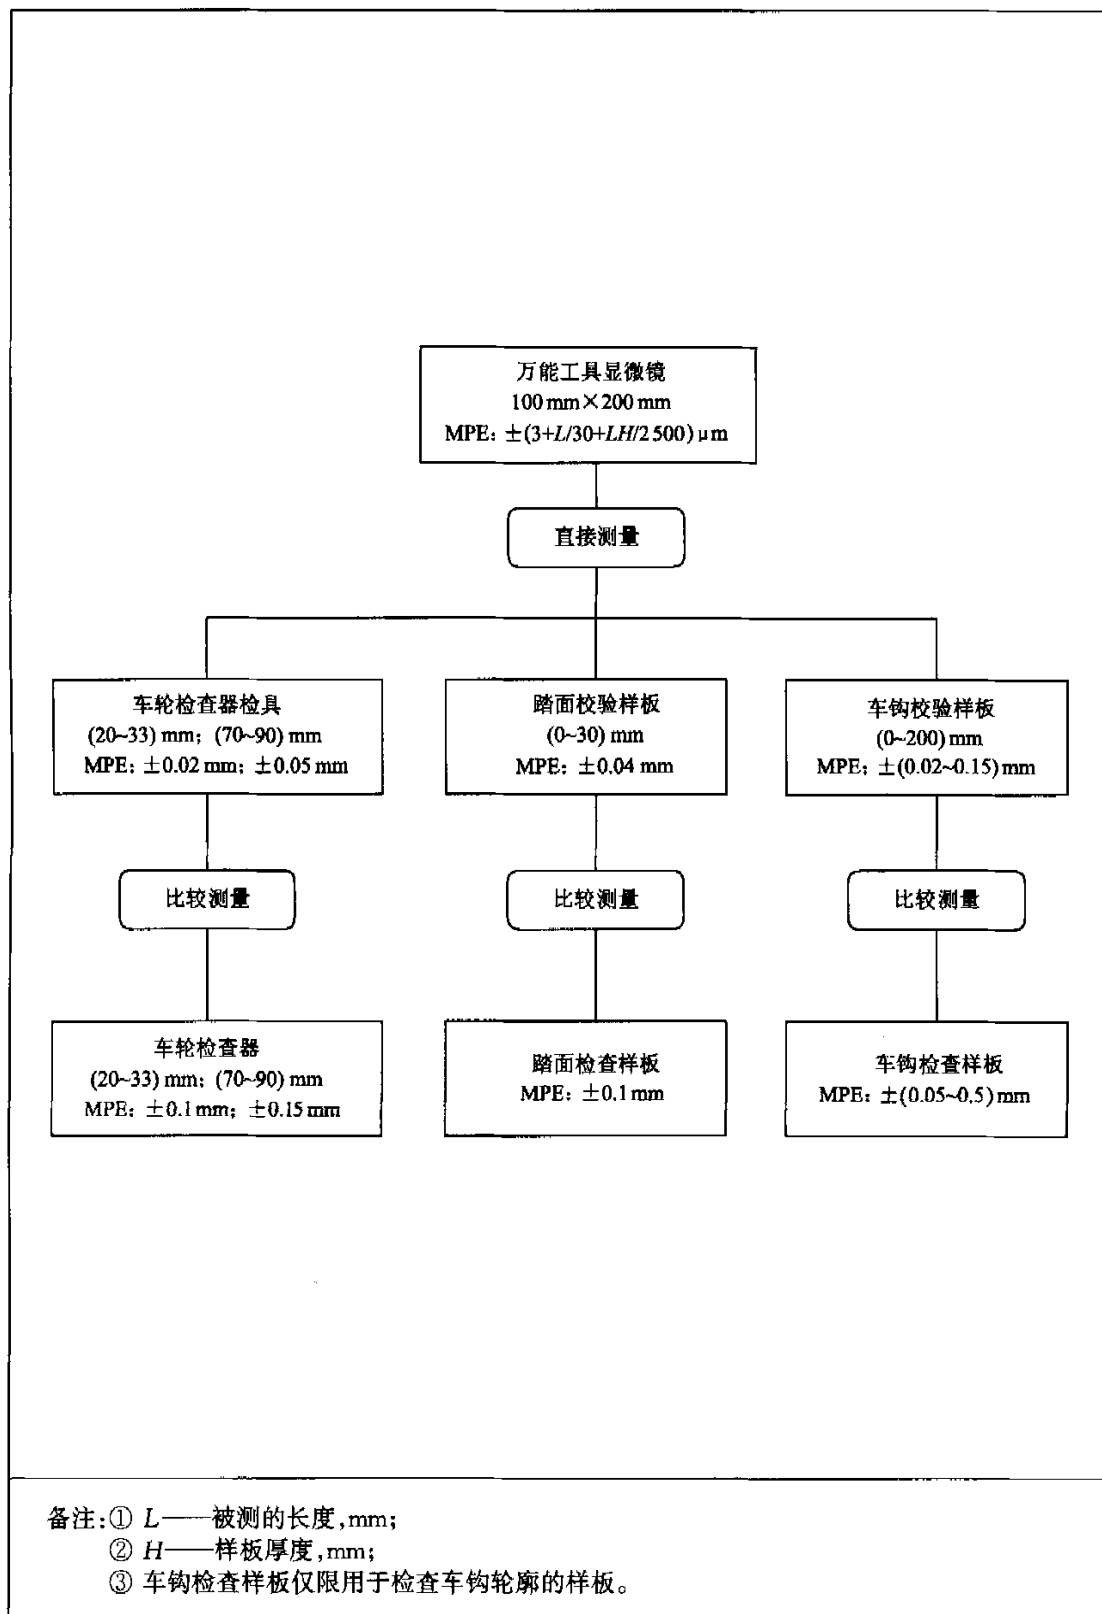 万能工具显微镜
100 mm×200 mm
MPE: ±(3+L/30+LH/2 500) μm
直接测量
车轮检查器检具
(20~33) mm; (70~90) mm
MPE: ±0.02 mm; ±0.05 mm
踏面校验样板
(0~30) mm
MPE: ±0.04 mm
车钩校验样板
(0~200) mm
MPE; ±(0.02~0.15) mm
比较测量
比较测量
比较测量
车轮检查器
(20~33) mm; (70~90) mm
MPE: ±0.1 mm; ±0.15 mm
踏面检查样板
MPE: ±0.1 mm
车钩检查样板
MPE: ±(0.05~0.5) mm
备注:① L——被测的长度,mm;
② H——样板厚度,mm;
③ 车钩检查样板仅限用于检查车钩轮廓的样板。